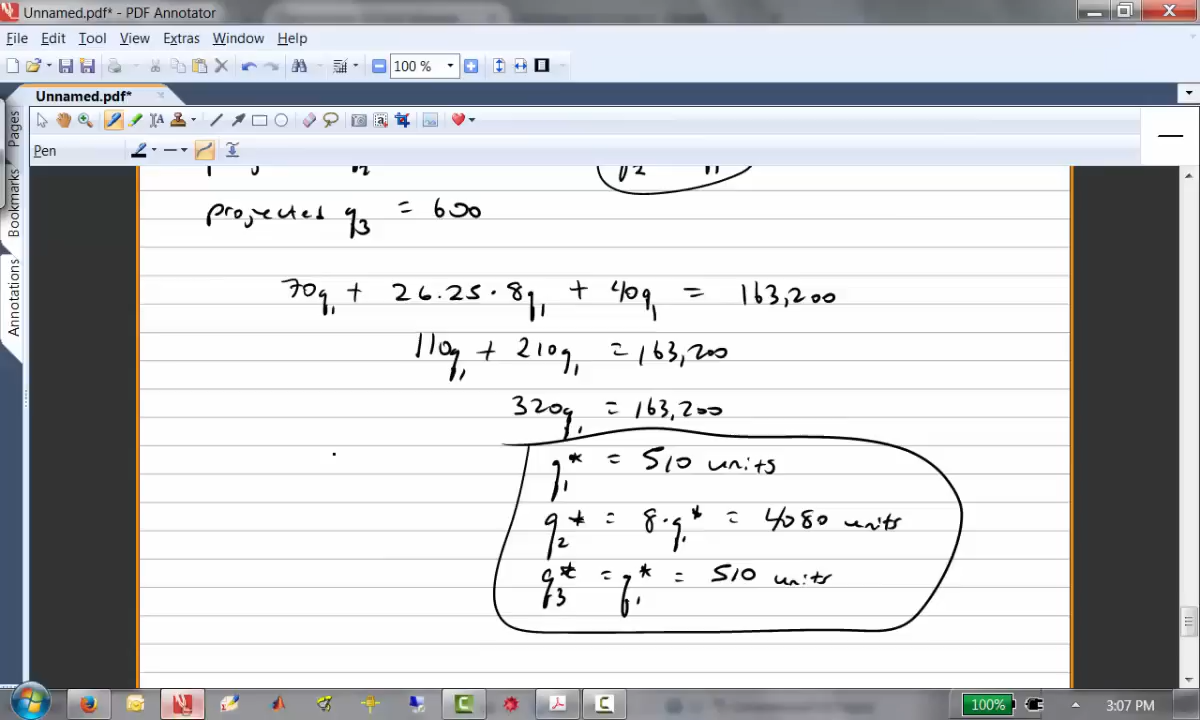 Unnamed.pdf* - PDF Annotator
File Edit Tool View Extras Window Help
100 %
Unnamed.pdf*
Pen
Pages
Bookmarks
Annotations
projected q₃ = 600
70q₁ + 26.25·8q₁ + 40q₁ = 163,200
110q₁ + 210q₁ = 163,200
320q₁ = 163,200
q₁* = 510 units
q₂* = 8·q₁* = 4080 units
q₃* = q₁* = 510 units
100%
3:07 PM